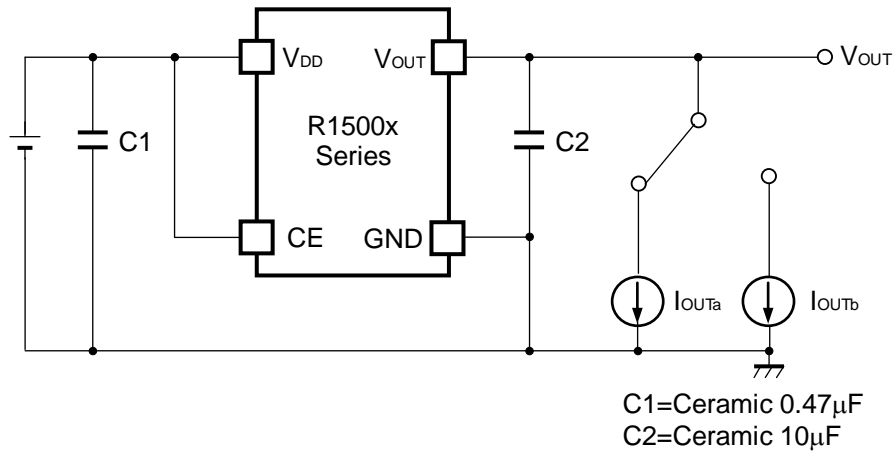 VDD
VOUT
VOUT
R1500x
Series
C1
C2
CE
GND
IOUTa
IOUTb
C1=Ceramic 0.47μF
C2=Ceramic 10μF